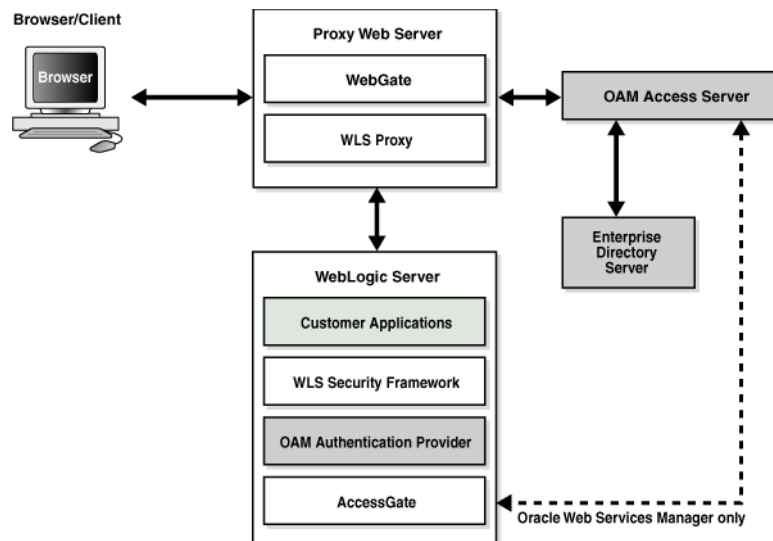 Browser/Client
Browser
Proxy Web Server
WebGate
WLS Proxy
OAM Access Server
Enterprise
Directory
Server
WebLogic Server
Customer Applications
WLS Security Framework
OAM Authentication Provider
AccessGate
Oracle Web Services Manager only